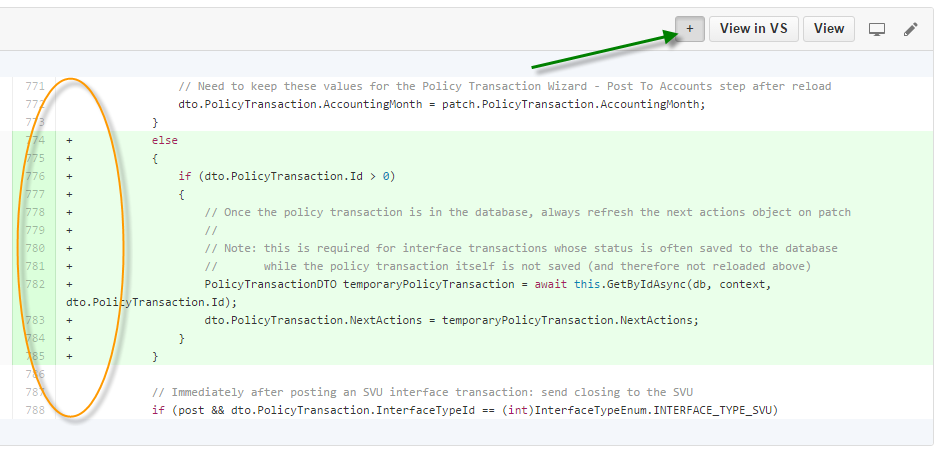 + View in VS View
771 // Need to keep these values for the Policy Transaction Wizard - Post To Accounts step after reload
772 dto.PolicyTransaction.AccountingMonth = patch.PolicyTransaction.AccountingMonth;
773 }
774 + else
775 + {
776 + if (dto.PolicyTransaction.Id > 0)
777 + {
778 + // Once the policy transaction is in the database, always refresh the next actions object on patch
779 + //
780 + // Note: this is required for interface transactions whose status is often saved to the database
781 + // while the policy transaction itself is not saved (and therefore not reloaded above)
782 + PolicyTransactionDTO temporaryPolicyTransaction = await this.GetByIdAsync(db, context,
dto.PolicyTransaction.Id);
783 + dto.PolicyTransaction.NextActions = temporaryPolicyTransaction.NextActions;
784 + }
785 + }
786
787 // Immediately after posting an SVU interface transaction: send closing to the SVU
788 if (post && dto.PolicyTransaction.InterfaceTypeId == (int)InterfaceTypeEnum.INTERFACE_TYPE_SVU)